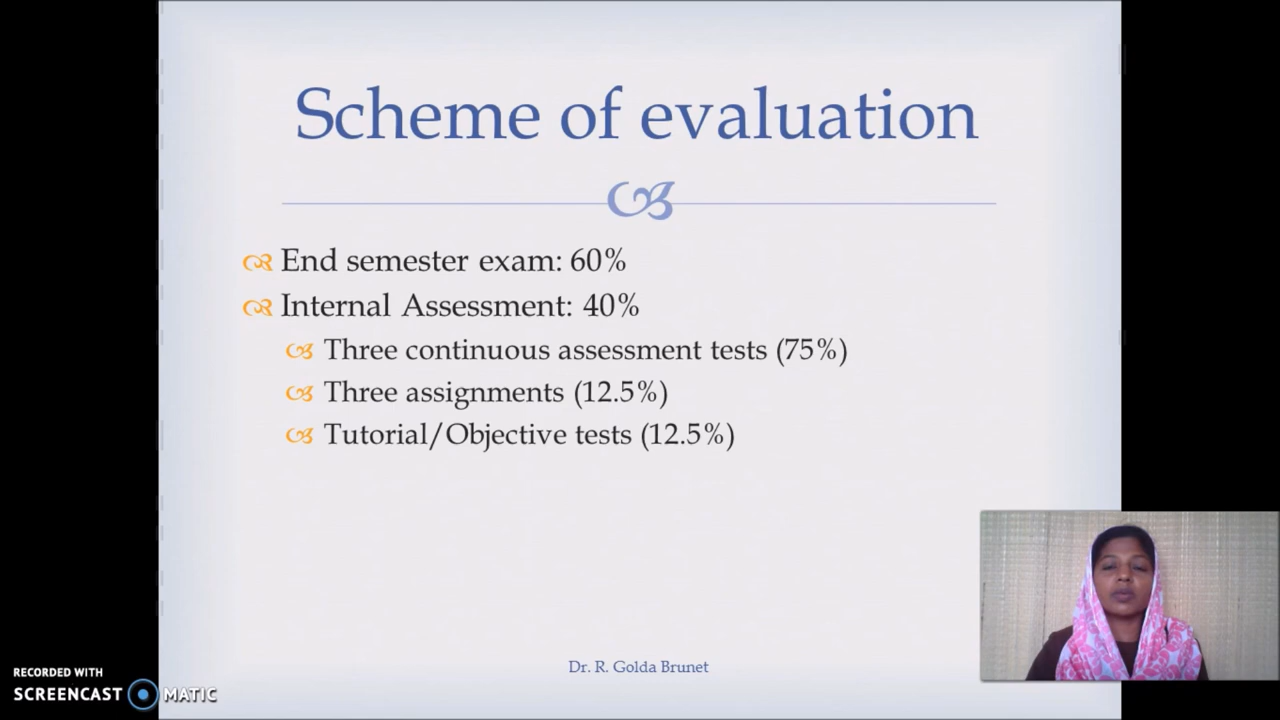 Scheme of evaluation
End semester exam: 60%
Internal Assessment: 40%
Three continuous assessment tests (75%)
Three assignments (12.5%)
Tutorial/Objective tests (12.5%)
Dr. R. Golda Brunet
RECORDED WITH
SCREENCAST MATIC